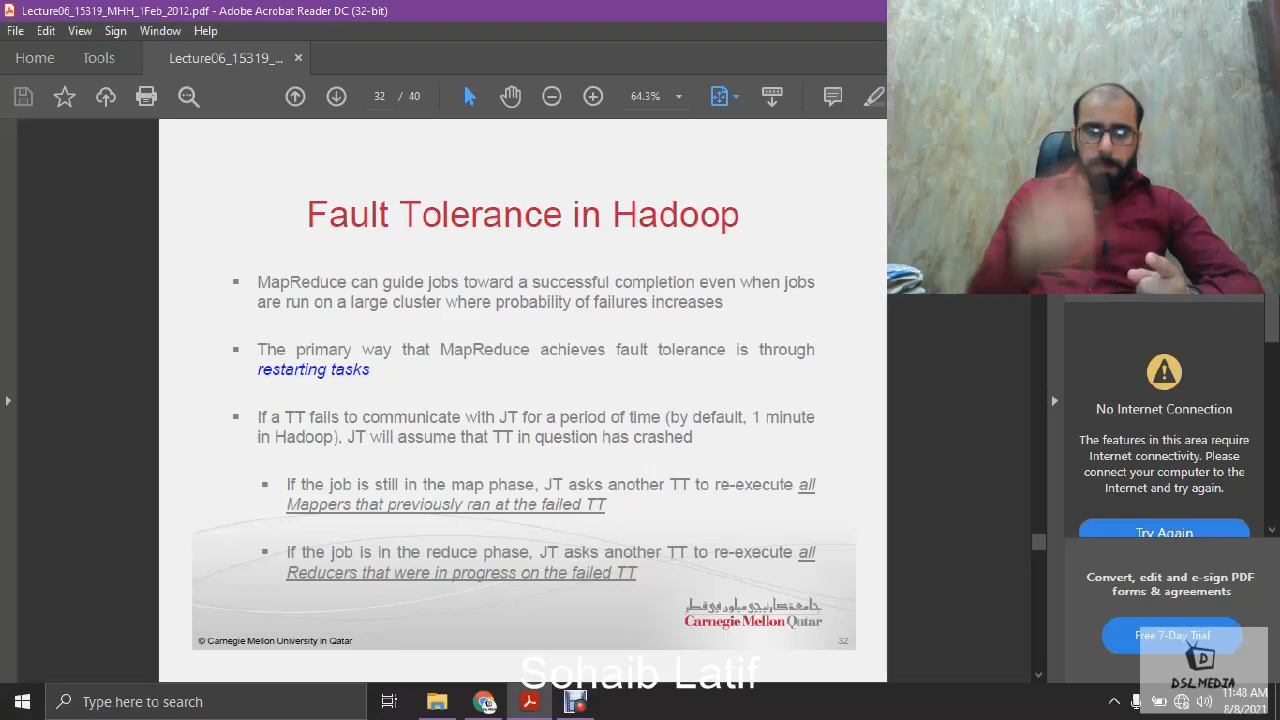 Lecture06_15319_MHH_1Feb_2012.pdf - Adobe Acrobat Reader DC (32-bit)
File Edit View Sign Window Help
Home Tools Lecture06_15319_...
32 / 40 64.3%
Fault Tolerance in Hadoop
MapReduce can guide jobs toward a successful completion even when jobs
are run on a large cluster where probability of failures increases
The primary way that MapReduce achieves fault tolerance is through
restarting tasks
If a TT fails to communicate with JT for a period of time (by default, 1 minute
in Hadoop), JT will assume that TT in question has crashed
If the job is still in the map phase, JT asks another TT to re-execute all
Mappers that previously ran at the failed TT
If the job is in the reduce phase, JT asks another TT to re-execute all
Reducers that were in progress on the failed TT
جامعة كارنيجي ميلون في قطر
Carnegie Mellon Qatar
© Carnegie Mellon University in Qatar
32
No Internet Connection
The features in this area require
Internet connectivity. Please
connect your computer to the
Internet and try again.
Try Again
Convert, edit and e-sign PDF
forms & agreements
Free 7-Day Trial
D
DSL MEDIA
Sohaib Latif
Type here to search
11:48 AM
8/8/2021